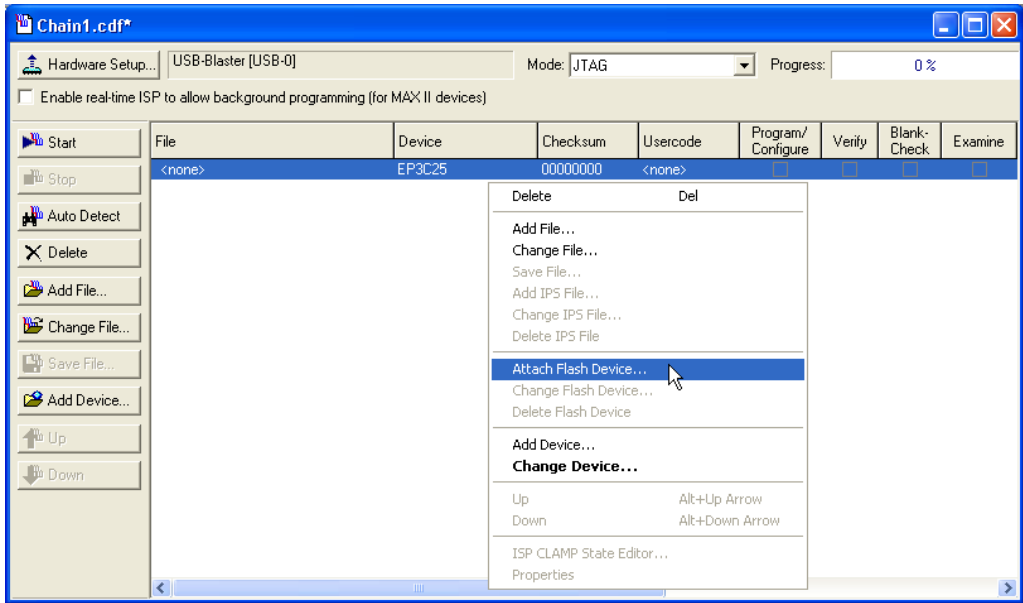 Chain1.cdf*
Hardware Setup... USB-Blaster [USB-0] Mode: JTAG Progress: 0 %
Enable real-time ISP to allow background programming (for MAX II devices)
Start
Stop
Auto Detect
Delete
Add File...
Change File...
Save File...
Add Device...
Up
Down
File Device Checksum Usercode Program/ Configure Verify Blank- Check Examine
<none> EP3C25 00000000 <none>
Delete Del
Add File...
Change File...
Save File...
Add IPS File...
Change IPS File...
Delete IPS File
Attach Flash Device...
Change Flash Device...
Delete Flash Device
Add Device...
Change Device...
Up Alt+Up Arrow
Down Alt+Down Arrow
ISP CLAMP State Editor...
Properties